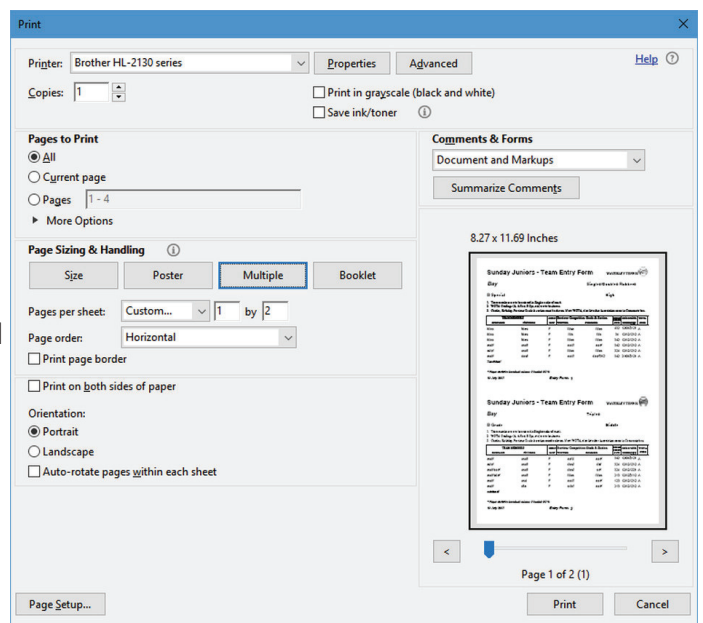 Print
Printer: Brother HL-2130 series Properties Advanced Help
Copies: 1 Print in grayscale (black and white)
Save ink/toner
Pages to Print
All
Current page
Pages 1 - 4
More Options
Comments & Forms
Document and Markups
Summarize Comments
Page Sizing & Handling
Size Poster Multiple Booklet
Pages per sheet: Custom... 1 by 2
Page order: Horizontal
Print page border
Print on both sides of paper
Orientation:
Portrait
Landscape
Auto-rotate pages within each sheet
8.27 x 11.69 Inches
Sunday Juniors - Team Entry Form
Boy
Sunday Juniors - Team Entry Form
Boy
< >
Page 1 of 2 (1)
Page Setup... Print Cancel